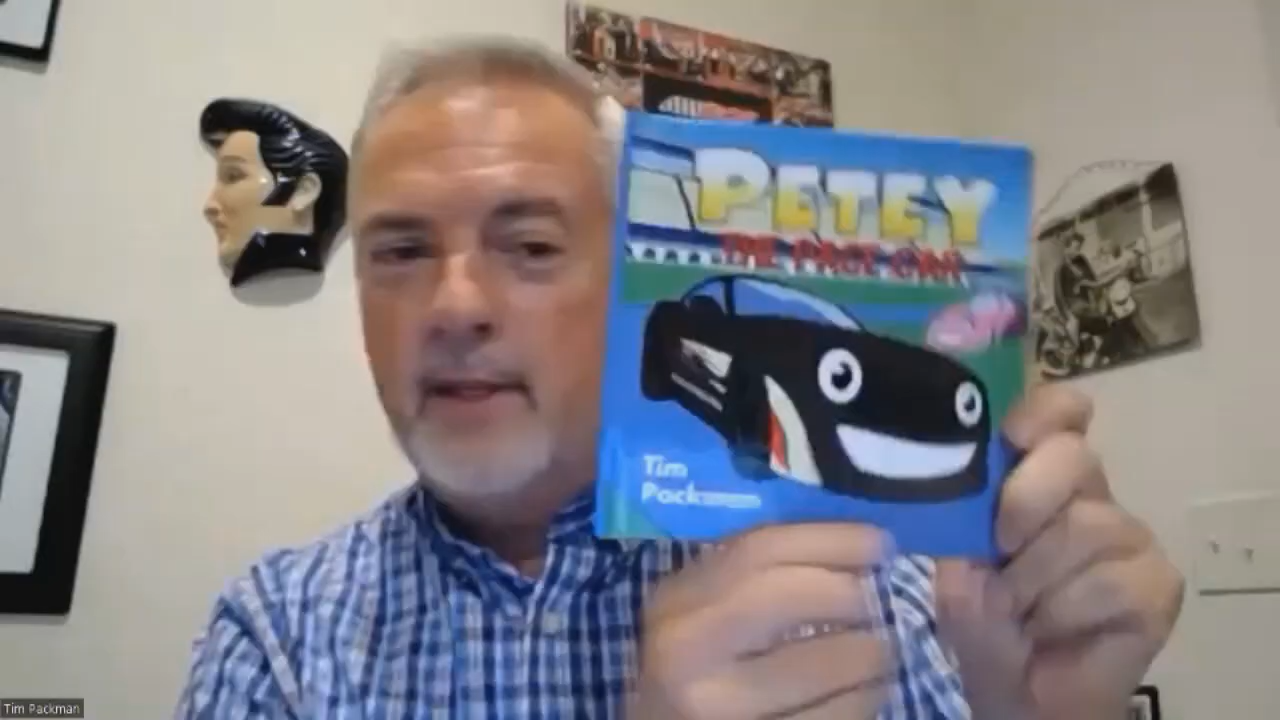 PETEY
THE PACE CAR
Tim
Packman
Tim Packman